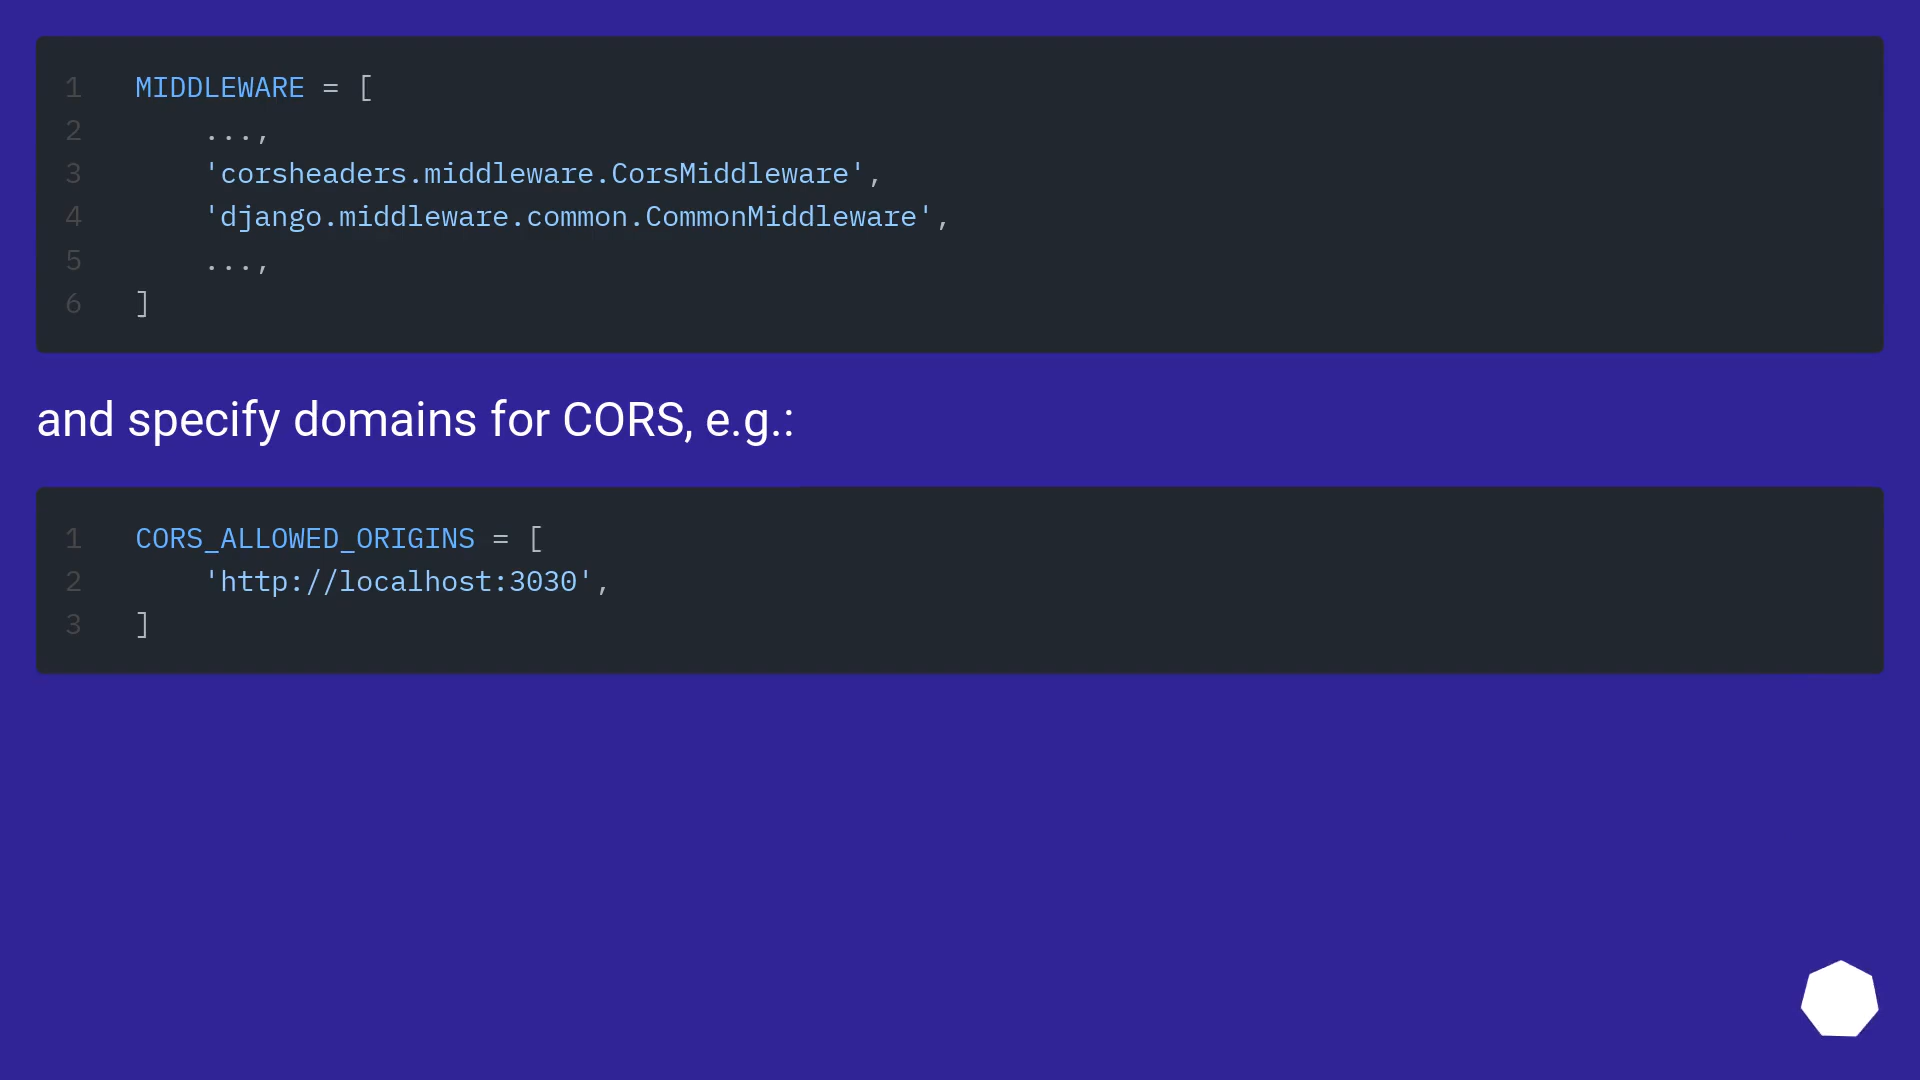 1 MIDDLEWARE = [
2     ...,
3     'corsheaders.middleware.CorsMiddleware',
4     'django.middleware.common.CommonMiddleware',
5     ...,
6 ]
and specify domains for CORS, e.g.:
1 CORS_ALLOWED_ORIGINS = [
2     'http://localhost:3030',
3 ]